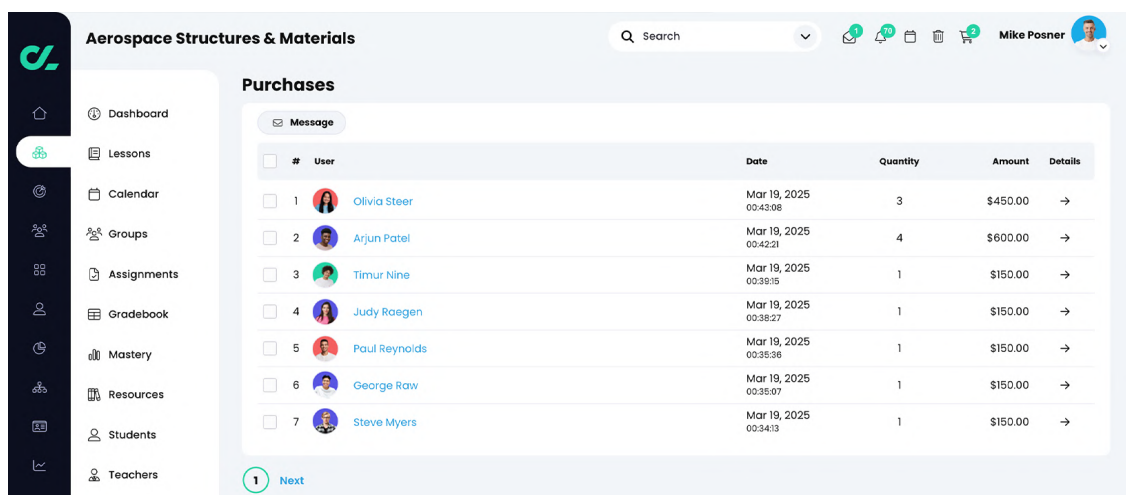 Aerospace Structures & Materials
Search
1
70
2
Mike Posner
Dashboard
Lessons
Calendar
Groups
Assignments
Gradebook
Mastery
Resources
Students
Teachers
Purchases
Message
# User Date Quantity Amount Details
1 Olivia Steer Mar 19, 2025 3 $450.00
00:43:08
2 Arjun Patel Mar 19, 2025 4 $600.00
00:42:21
3 Timur Nine Mar 19, 2025 1 $150.00
00:39:15
4 Judy Raegen Mar 19, 2025 1 $150.00
00:38:27
5 Paul Reynolds Mar 19, 2025 1 $150.00
00:35:36
6 George Raw Mar 19, 2025 1 $150.00
00:35:07
7 Steve Myers Mar 19, 2025 1 $150.00
00:34:13
1 Next